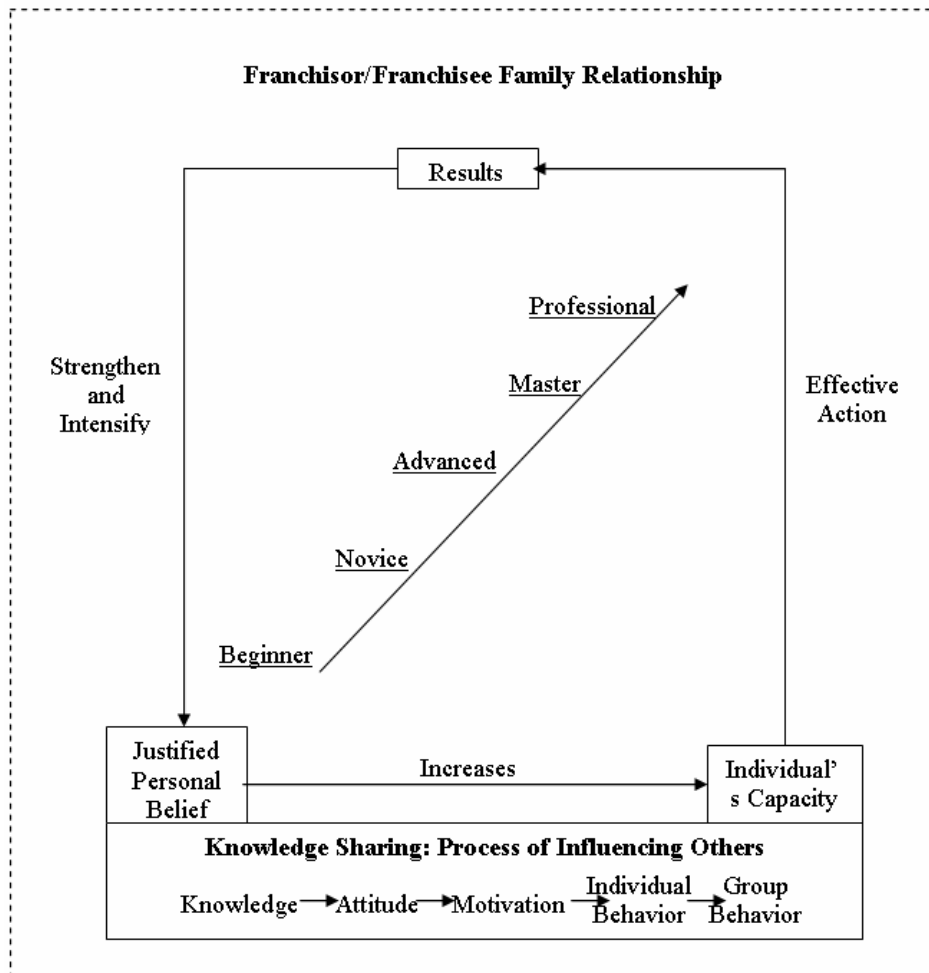 Franchisor/Franchisee Family Relationship
Results
Professional
Strengthen
and
Intensify
Master
Effective
Action
Advanced
Novice
Beginner
Justified
Personal
Belief
Increases
Individual'
s Capacity
Knowledge Sharing: Process of Influencing Others
Knowledge
Attitude
Motivation
Individual
Behavior
Group
Behavior